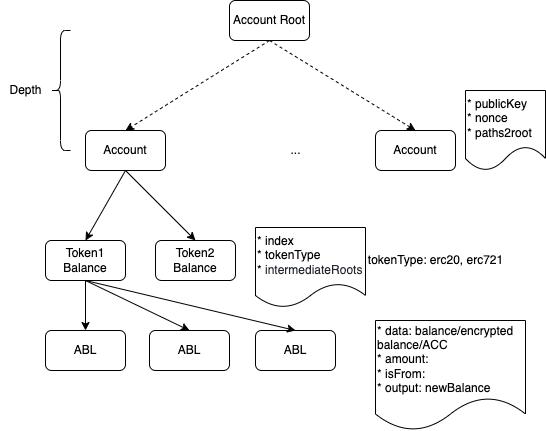 Account Root
Depth
* publicKey
* nonce
* paths2root
Account
...
Account
Token1
Balance
Token2
Balance
* index
* tokenType
* intermediateRoots
tokenType: erc20, erc721
ABL
ABL
ABL
* data: balance/encrypted
balance/ACC
* amount:
* isFrom:
* output: newBalance